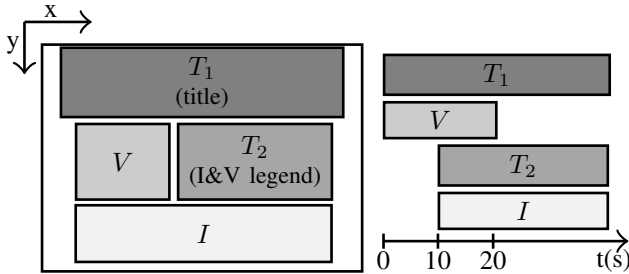 x
y
T₁
(title)
V
T₂
(I&V legend)
I
T₁
V
T₂
I
0 10 20 t(s)